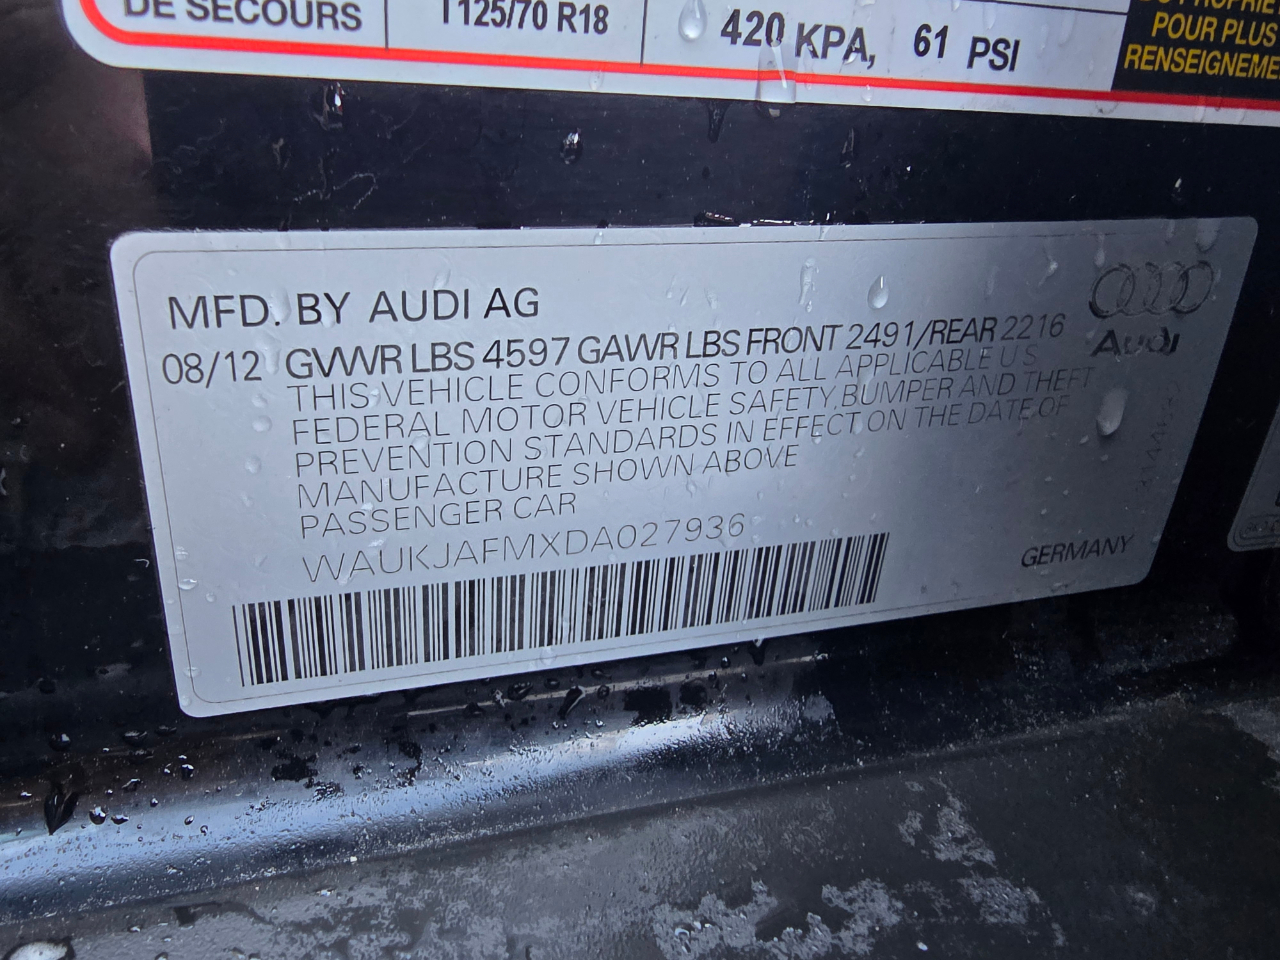 DE SECOURS
T125/70 R18
420 KPA, 61 PSI
POUR PLUS
MFD. BY AUDI AG
08/12 GVWR LBS 4597 GAWR LBS FRONT 2491/REAR 2216
THIS VEHICLE CONFORMS TO ALL APPLICABLE U S
FEDERAL MOTOR VEHICLE SAFETY,BUMPER AND THEFT
PREVENTION STANDARDS IN EFFECT ON THE DATE OF
MANUFACTURE SHOWN ABOVE
PASSENGER CAR
WAUKJAFMXDA027936
Audi
GERMANY